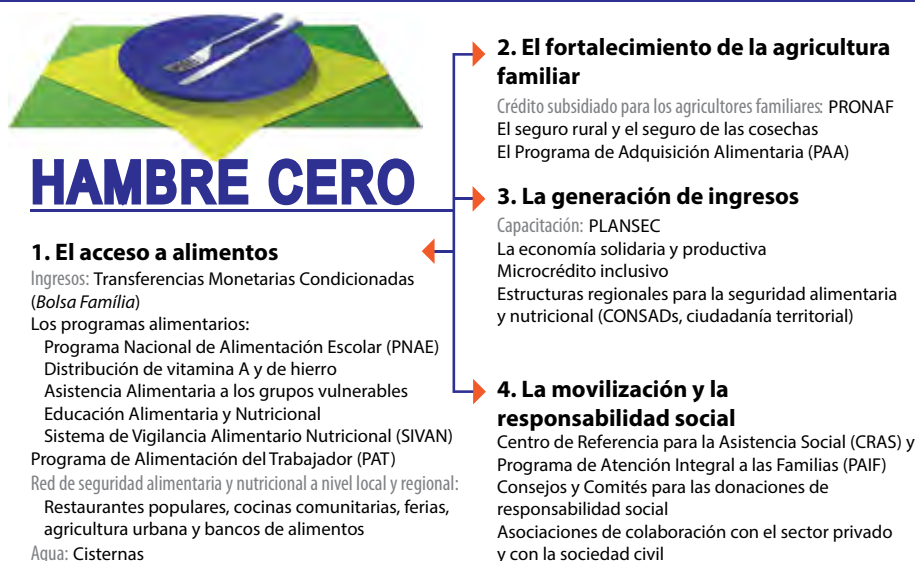 HAMBRE CERO
1. El acceso a alimentos
Ingresos: Transferencias Monetarias Condicionadas
(Bolsa Família)
Los programas alimentarios:
Programa Nacional de Alimentación Escolar (PNAE)
Distribución de vitamina A y de hierro
Asistencia Alimentaria a los grupos vulnerables
Educación Alimentaria y Nutricional
Sistema de Vigilancia Alimentario Nutricional (SIVAN)
Programa de Alimentación del Trabajador (PAT)
Red de seguridad alimentaria y nutricional a nivel local y regional:
Restaurantes populares, cocinas comunitarias, ferias,
agricultura urbana y bancos de alimentos
Agua: Cisternas
2. El fortalecimiento de la agricultura
familiar
Crédito subsidiado para los agricultores familiares: PRONAF
El seguro rural y el seguro de las cosechas
El Programa de Adquisición Alimentaria (PAA)
3. La generación de ingresos
Capacitación: PLANSEC
La economía solidaria y productiva
Microcrédito inclusivo
Estructuras regionales para la seguridad alimentaria
y nutricional (CONSADs, ciudadanía territorial)
4. La movilización y la
responsabilidad social
Centro de Referencia para la Asistencia Social (CRAS) y
Programa de Atención Integral a las Familias (PAIF)
Consejos y Comités para las donaciones de
responsabilidad social
Asociaciones de colaboración con el sector privado
y con la sociedad civil